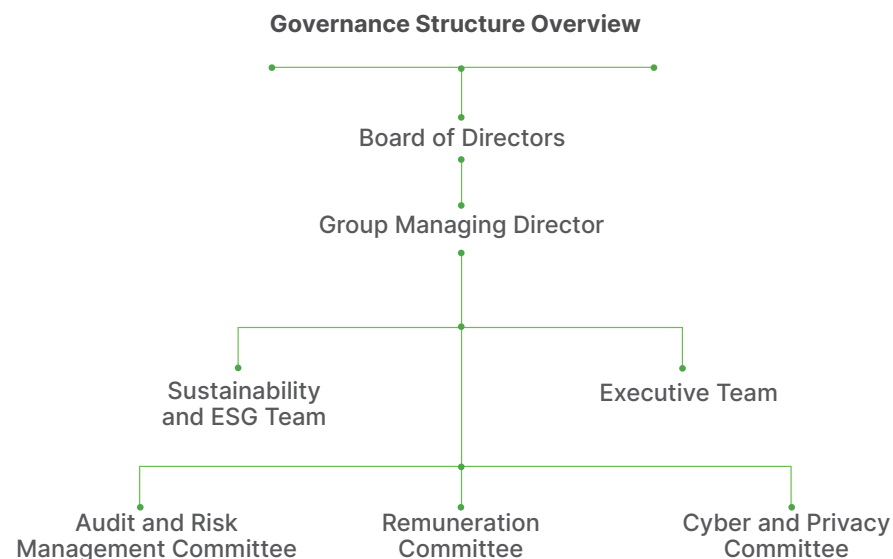 Governance Structure Overview
Board of Directors
Group Managing Director
Sustainability
and ESG Team
Executive Team
Audit and Risk
Management Committee
Remuneration
Committee
Cyber and Privacy
Committee